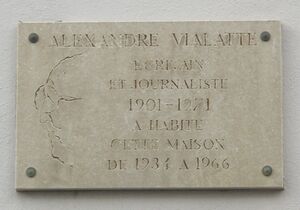 ALEXANDRE VIALATTE
ECRIVAIN
ET JOURNALISTE
1901-1971
A HABITE
CETTE MAISON
DE 1934 A 1966